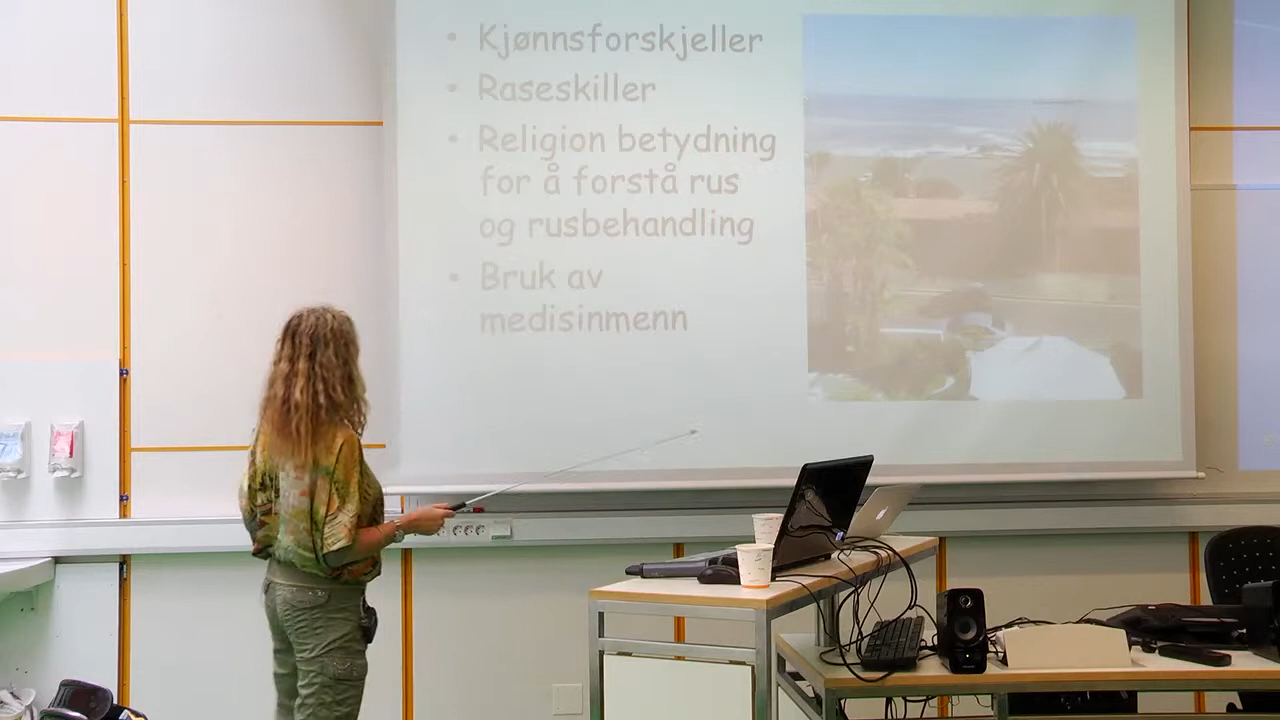 • Kjønnsforskjeller
• Raseskiller
• Religion betydning
for å forstå rus
og rusbehandling
• Bruk av
medisinmenn